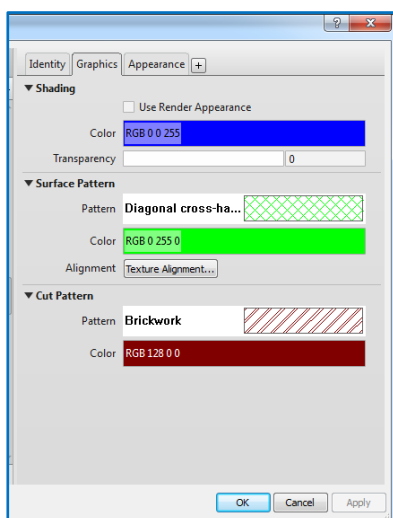 ?
Identity Graphics Appearance +
▼ Shading
Use Render Appearance
Color RGB 0 0 255
Transparency 0
▼ Surface Pattern
Pattern Diagonal cross-ha...
Color RGB 0 255 0
Alignment Texture Alignment...
▼ Cut Pattern
Pattern Brickwork
Color RGB 128 0 0
OK Cancel Apply